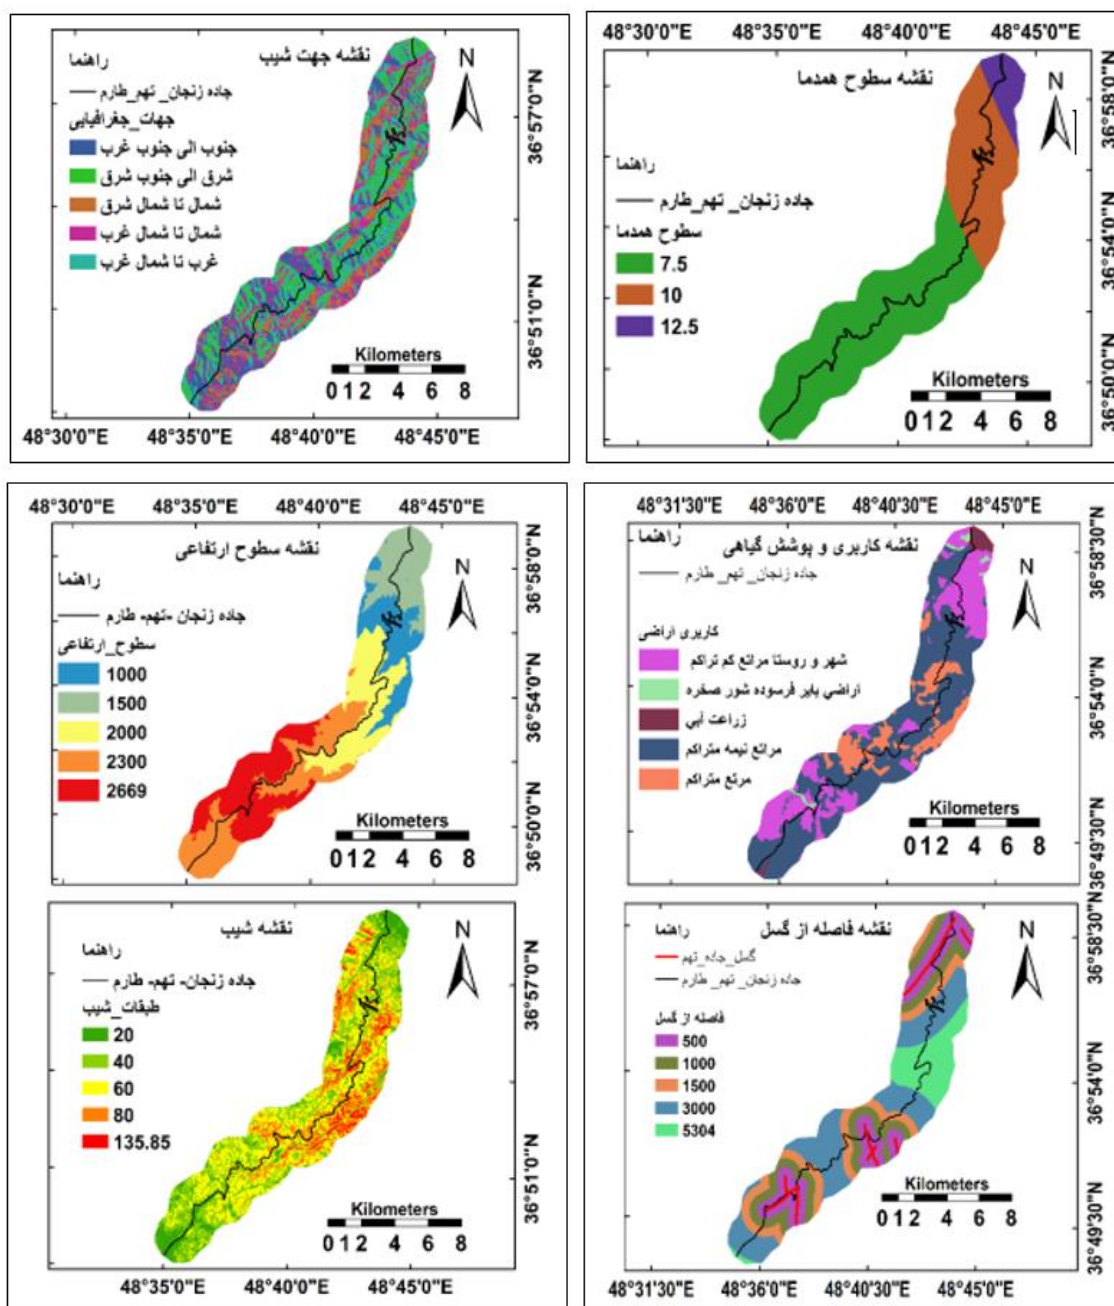 نقشه جهت شیب
N
راهنما
جاده زنجان_ تهم_طارم
جهات_جغرافیایی
جنوب الی جنوب غرب
شرق الی جنوب شرق
شمال تا شمال شرق
شمال تا شمال غرب
غرب تا شمال غرب
Kilometers
0 1 2 4 6 8
36°57'0"N
36°51'0"N
48°30'0"E 48°35'0"E 48°40'0"E 48°45'0"E
48°30'0"E 48°35'0"E 48°40'0"E 48°45'0"E
نقشه سطوح همدما
N
راهنما
جاده زنجان_ تهم_طارم
سطوح همدما
7.5
10
12.5
Kilometers
0 1 2 4 6 8
36°58'0"N
36°54'0"N
36°50'0"N
48°30'0"E 48°35'0"E 48°40'0"E 48°45'0"E
نقشه سطوح ارتفاعی
N
راهنما
جاده زنجان -تهم- طارم
سطوح_ارتفاعی
1000
1500
2000
2300
2669
Kilometers
0 1 2 4 6 8
36°58'0"N
36°54'0"N
36°50'0"N
نقشه شیب
N
راهنما
جاده زنجان- تهم- طارم
طبقات_شیب
20
40
60
80
135.85
Kilometers
0 1 2 4 6 8
36°57'0"N
36°51'0"N
48°35'0"E 48°40'0"E 48°45'0"E
48°31'30"E 48°36'0"E 48°40'30"E 48°45'0"E
نقشه کاربری و پوشش گیاهی
N
راهنما
جاده زنجان_ تهم_ طارم
کاربری اراضی
شهر و روستا مراتع کم تراکم
اراضي بایر فرسوده شور صخره
زراعت آبي
مراتع نیمه متراکم
مرتع متراکم
Kilometers
0 1 2 4 6 8
36°58'30"N
36°54'0"N
36°49'30"N
نقشه فاصله از گسل
N
راهنما
گسل_جاده_تهم
جاده زنجان_ تهم_ طارم
فاصله از گسل
500
1000
1500
3000
5304
Kilometers
0 1 2 4 6 8
36°58'30"N
36°54'0"N
36°49'30"N
48°31'30"E 48°36'0"E 48°40'30"E 48°45'0"E